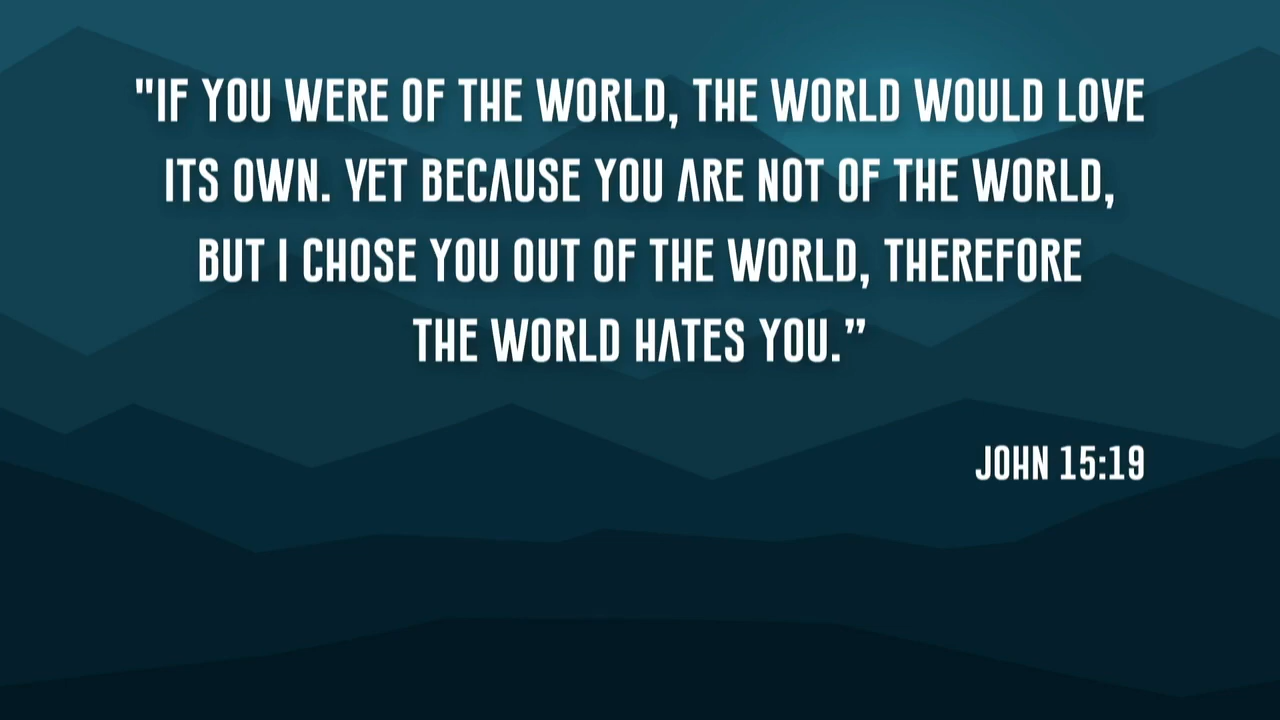 "IF YOU WERE OF THE WORLD, THE WORLD WOULD LOVE
ITS OWN. YET BECAUSE YOU ARE NOT OF THE WORLD,
BUT I CHOSE YOU OUT OF THE WORLD, THEREFORE
THE WORLD HATES YOU.”
JOHN 15:19